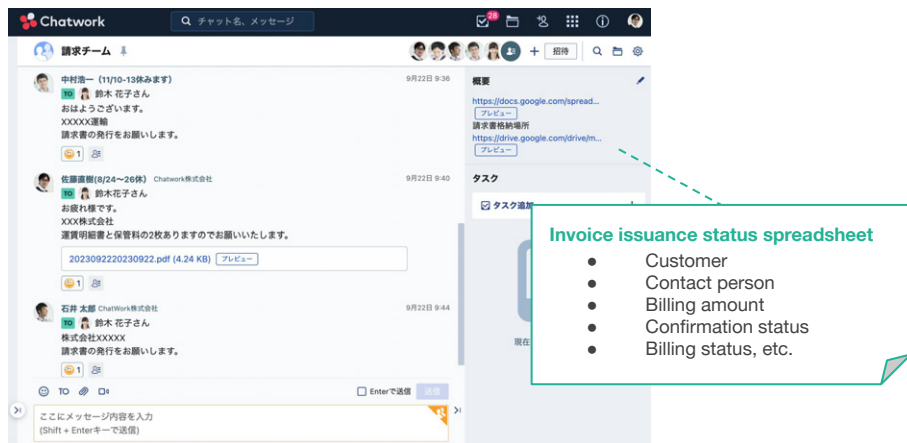 Chatwork
チャット名、メッセージ
28
請求チーム
招待
中村浩一（11/10-13休みます）
9月22日 9:36
TO 鈴木 花子さん
おはようございます。
XXXXX運輸
請求書の発行をお願いします。
1
佐藤直樹(8/24〜26休) Chatwork株式会社
9月22日 9:40
TO 鈴木花子さん
お疲れ様です。
XXX株式会社
運賃明細書と保管料の2枚ありますのでお願いいたします。
2023092220230922.pdf (4.24 KB) プレビュー
1
石井 太郎 ChatWork株式会社
9月22日 9:44
TO 鈴木 花子さん
株式会社XXXXX
請求書の発行をお願いします。
1
TO
Enterで送信
送信
ここにメッセージ内容を入力
(Shift + Enterキーで送信)
概要
https://docs.google.com/spread...
プレビュー
請求書格納場所
https://drive.google.com/drive/m...
プレビュー
タスク
タスク追加
現在
Invoice issuance status spreadsheet
● Customer
● Contact person
● Billing amount
● Confirmation status
● Billing status, etc.